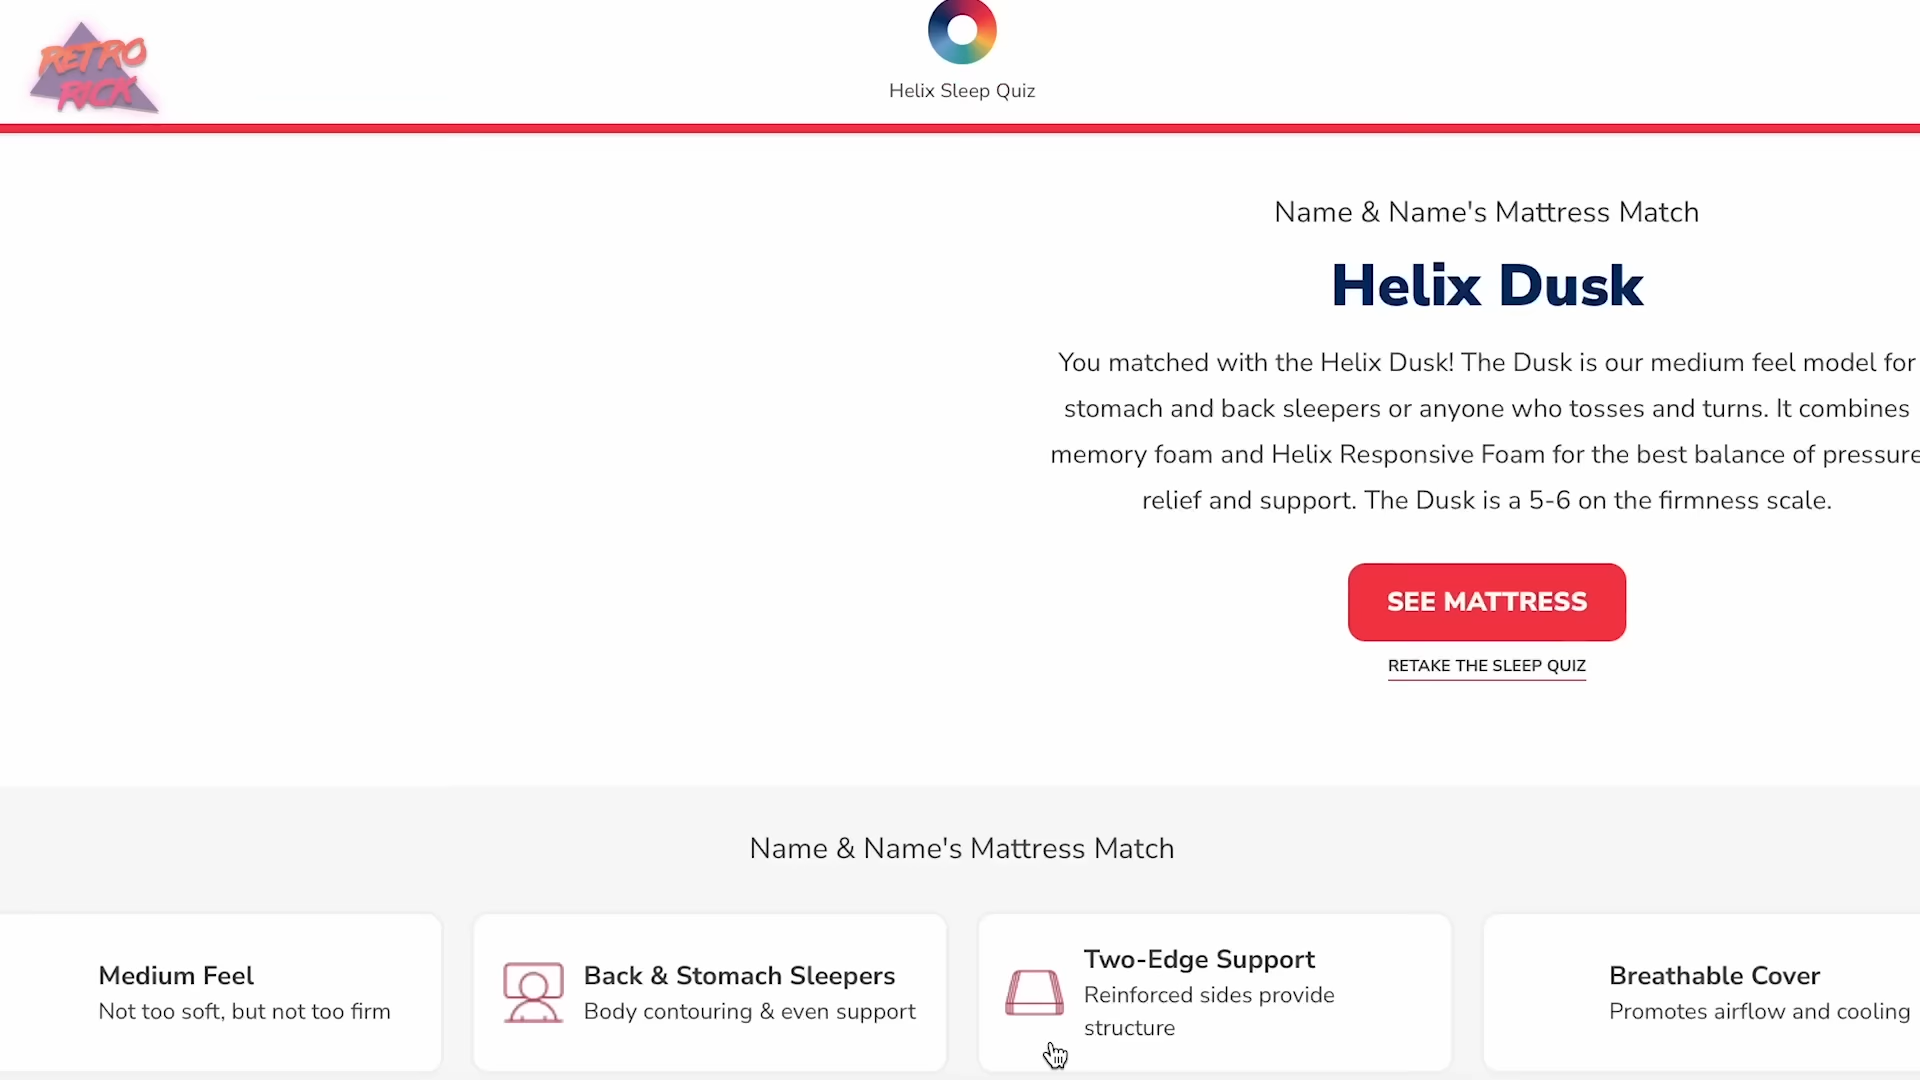 RETRO
RICK
Helix Sleep Quiz
Name & Name's Mattress Match
Helix Dusk
You matched with the Helix Dusk! The Dusk is our medium feel model for
stomach and back sleepers or anyone who tosses and turns. It combines
memory foam and Helix Responsive Foam for the best balance of pressure
relief and support. The Dusk is a 5-6 on the firmness scale.
SEE MATTRESS
RETAKE THE SLEEP QUIZ
Name & Name's Mattress Match
Medium Feel
Not too soft, but not too firm
Back & Stomach Sleepers
Body contouring & even support
Two-Edge Support
Reinforced sides provide
structure
Breathable Cover
Promotes airflow and cooling